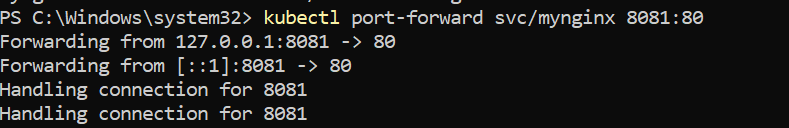 PS C:\Windows\system32> kubectl port-forward svc/mynginx 8081:80
Forwarding from 127.0.0.1:8081 -> 80
Forwarding from [::1]:8081 -> 80
Handling connection for 8081
Handling connection for 8081